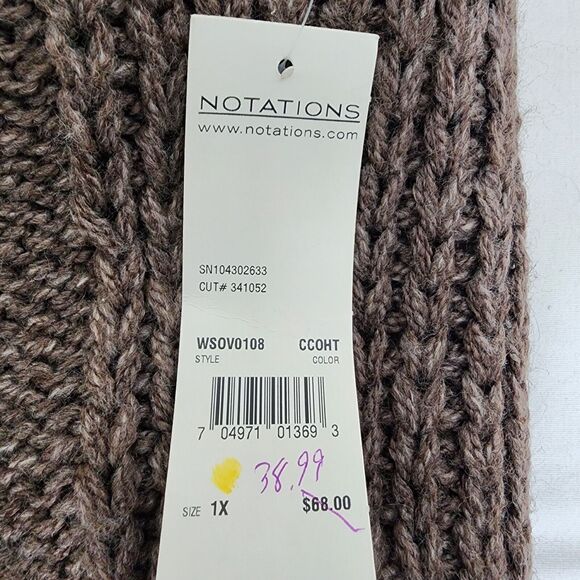 NOTATIONS
www.notations.com
SN104302633
CUT# 341052
WSOV0108 CCOHT
STYLE COLOR
7 04971 01369 3
38.99
SIZE 1X $68.00